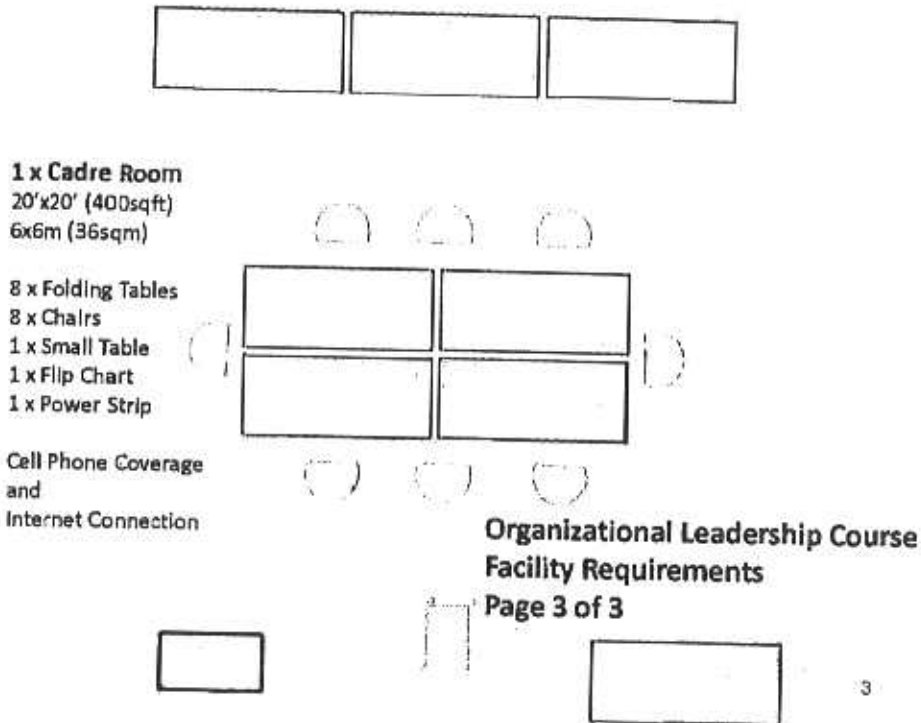 1 x Cadre Room
20'x20' (400sqft)
6x6m (36sqm)
8 x Folding Tables
8 x Chairs
1 x Small Table
1 x Flip Chart
1 x Power Strip
Cell Phone Coverage
and
Internet Connection
Organizational Leadership Course
Facility Requirements
Page 3 of 3
3